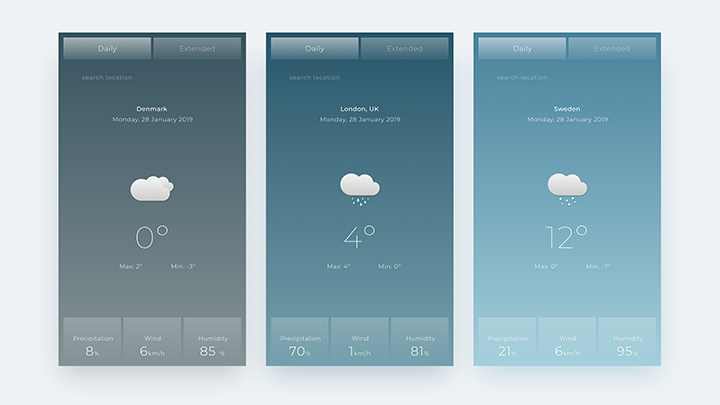 Daily Extended
search location
Denmark
Monday, 28 January 2019
0°
Max: 2° Min: -3°
Precipitation Wind Humidity
8% 6km/h 85 %
Daily Extended
search location
London, UK
Monday, 28 January 2019
4°
Max: 4° Min: 0°
Precipitation Wind Humidity
70% 1km/h 81%
Daily Extended
search location
Sweden
Monday, 28 January 2019
12°
Max: 0° Min: -7°
Precipitation Wind Humidity
21% 6km/h 95%